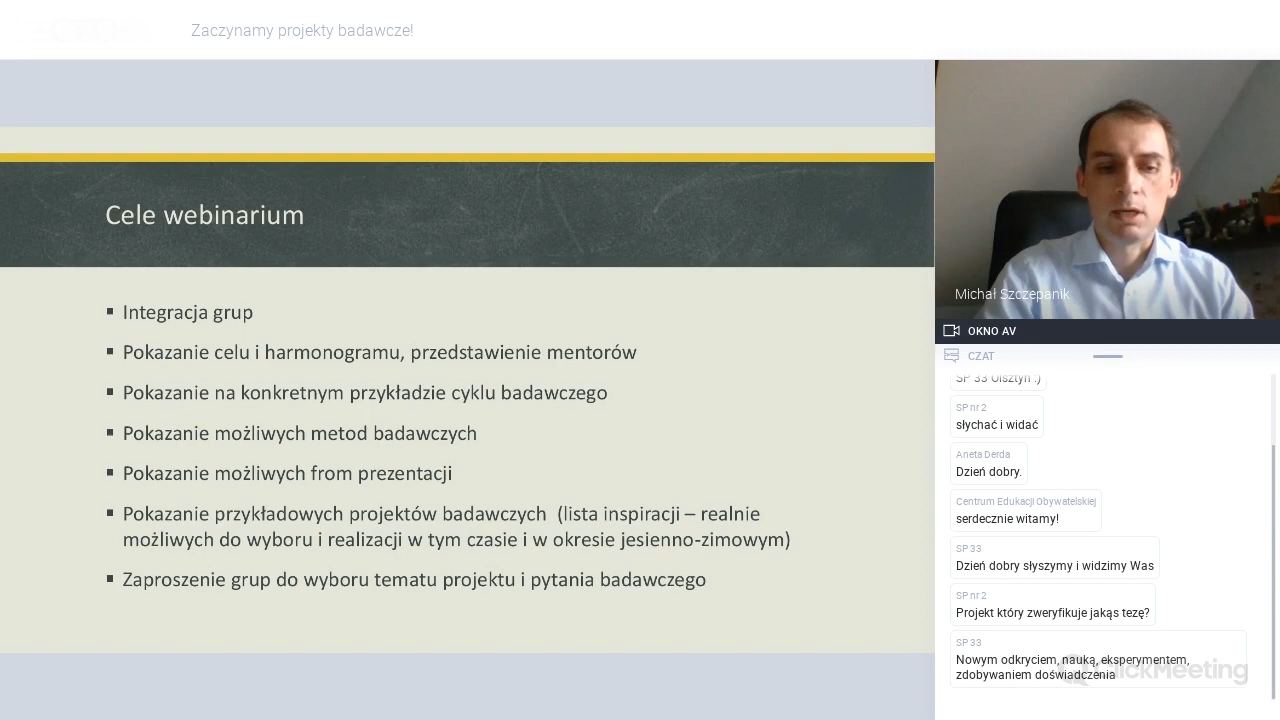 Zaczynamy projekty badawcze!
Cele webinarium
▪ Integracja grup
▪ Pokazanie celu i harmonogramu, przedstawienie mentorów
▪ Pokazanie na konkretnym przykładzie cyklu badawczego
▪ Pokazanie możliwych metod badawczych
▪ Pokazanie możliwych from prezentacji
▪ Pokazanie przykładowych projektów badawczych (lista inspiracji – realnie
możliwych do wyboru i realizacji w tym czasie i w okresie jesienno-zimowym)
▪ Zaproszenie grup do wyboru tematu projektu i pytania badawczego
Michał Szczepanik
OKNO AV
CZAT
SP 33 Olsztyn :)
SP nr 2
słychać i widać
Aneta Derda
Dzień dobry.
Centrum Edukacji Obywatelskiej
serdecznie witamy!
SP 33
Dzień dobry słyszymy i widzimy Was
SP nr 2
Projekt który zweryfikuje jakąs tezę?
SP 33
Nowym odkryciem, nauką, eksperymentem,
zdobywaniem doświadczenia
ClickMeeting